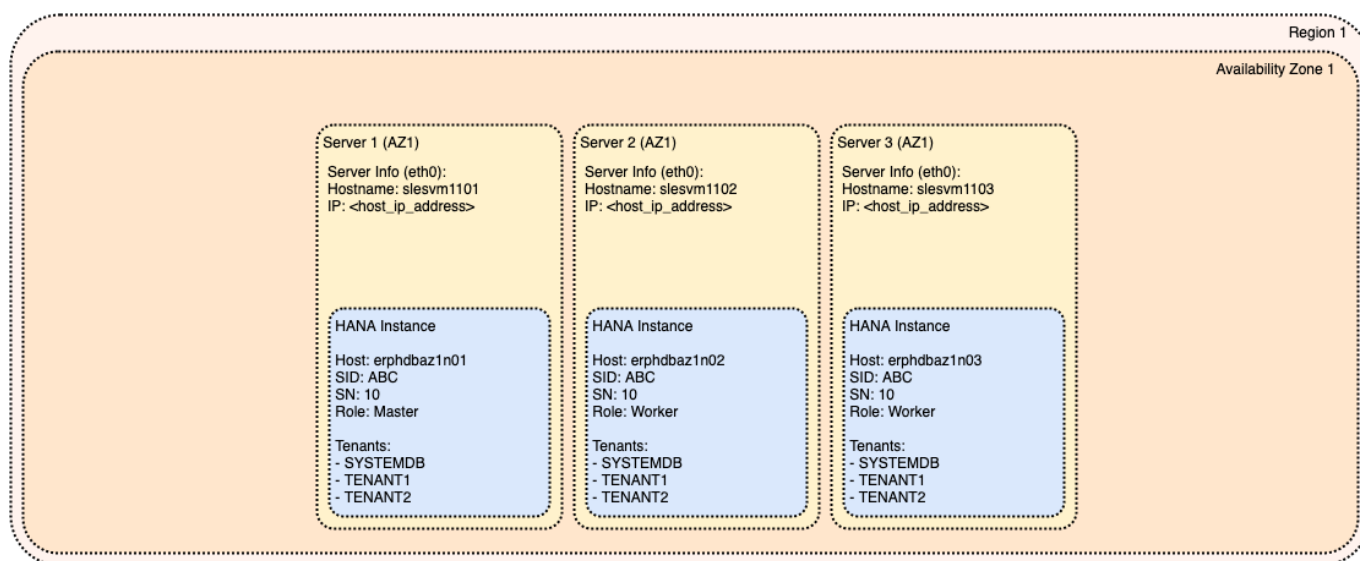 Region 1
Availability Zone 1
Server 1 (AZ1)
Server Info (eth0):
Hostname: slesvm1101
IP: <host_ip_address>
HANA Instance
Host: erphdbaz1n01
SID: ABC
SN: 10
Role: Master
Tenants:
- SYSTEMDB
- TENANT1
- TENANT2
Server 2 (AZ1)
Server Info (eth0):
Hostname: slesvm1102
IP: <host_ip_address>
HANA Instance
Host: erphdbaz1n02
SID: ABC
SN: 10
Role: Worker
Tenants:
- SYSTEMDB
- TENANT1
- TENANT2
Server 3 (AZ1)
Server Info (eth0):
Hostname: slesvm1103
IP: <host_ip_address>
HANA Instance
Host: erphdbaz1n03
SID: ABC
SN: 10
Role: Worker
Tenants:
- SYSTEMDB
- TENANT1
- TENANT2